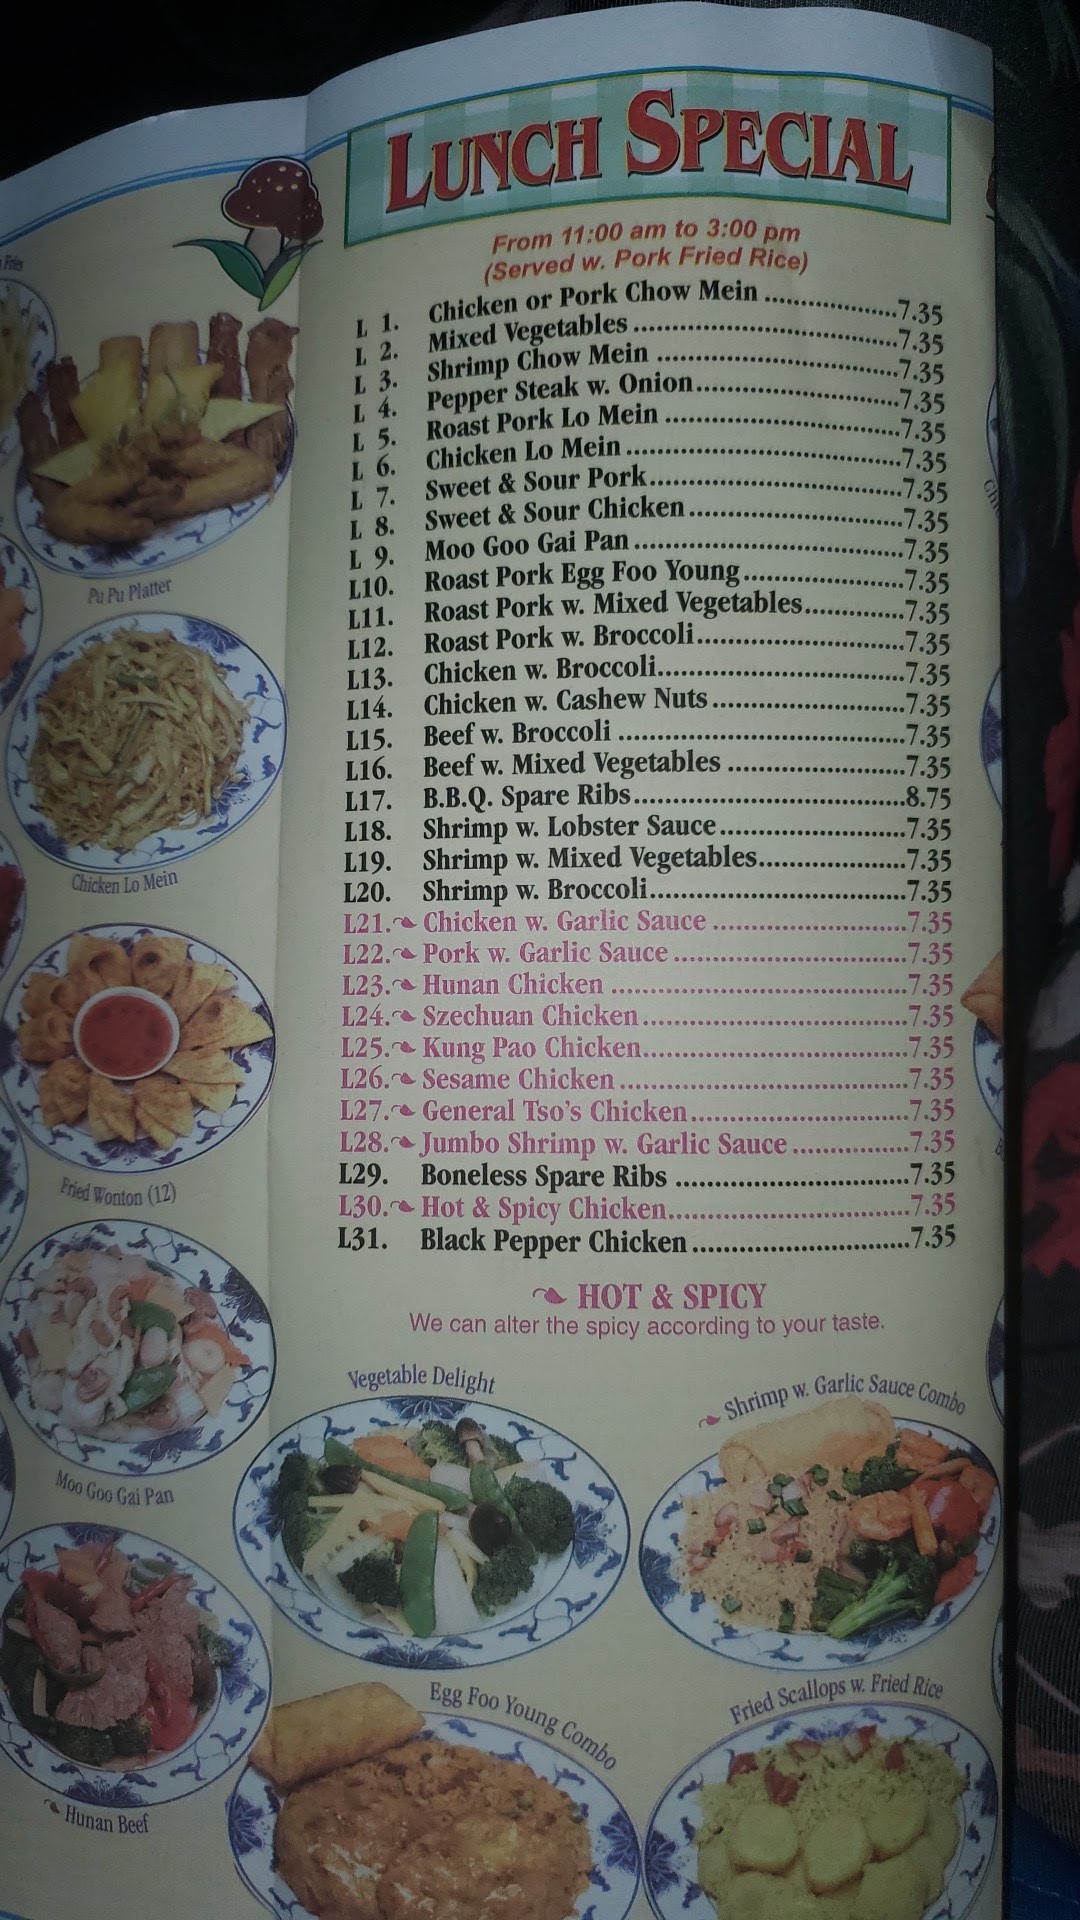 LUNCH SPECIAL
From 11:00 am to 3:00 pm
(Served w. Pork Fried Rice)
L 1. Chicken or Pork Chow Mein ..............7.35
L 2. Mixed Vegetables ..............7.35
L 3. Shrimp Chow Mein ..............7.35
L 4. Pepper Steak w. Onion..............7.35
L 5. Roast Pork Lo Mein ..............7.35
L 6. Chicken Lo Mein ..............7.35
L 7. Sweet & Sour Pork..............7.35
L 8. Sweet & Sour Chicken ..............7.35
L 9. Moo Goo Gai Pan ..............7.35
L10. Roast Pork Egg Foo Young..............7.35
L11. Roast Pork w. Mixed Vegetables..............7.35
L12. Roast Pork w. Broccoli..............7.35
L13. Chicken w. Broccoli..............7.35
L14. Chicken w. Cashew Nuts ..............7.35
L15. Beef w. Broccoli ..............7.35
L16. Beef w. Mixed Vegetables ..............7.35
L17. B.B.Q. Spare Ribs..............8.75
L18. Shrimp w. Lobster Sauce..............7.35
L19. Shrimp w. Mixed Vegetables..............7.35
L20. Shrimp w. Broccoli..............7.35
L21. Chicken w. Garlic Sauce ..............7.35
L22. Pork w. Garlic Sauce ..............7.35
L23. Hunan Chicken ..............7.35
L24. Szechuan Chicken..............7.35
L25. Kung Pao Chicken..............7.35
L26. Sesame Chicken ..............7.35
L27. General Tso's Chicken..............7.35
L28. Jumbo Shrimp w. Garlic Sauce ..............7.35
L29. Boneless Spare Ribs ..............7.35
L30. Hot & Spicy Chicken..............7.35
L31. Black Pepper Chicken ..............7.35
HOT & SPICY
We can alter the spicy according to your taste.
Vegetable Delight
Shrimp w. Garlic Sauce Combo
Egg Foo Young Combo
Fried Scallops w. Fried Rice
Fries
Pu Pu Platter
Chicken Lo Mein
Fried Wonton (12)
Moo Goo Gai Pan
Hunan Beef